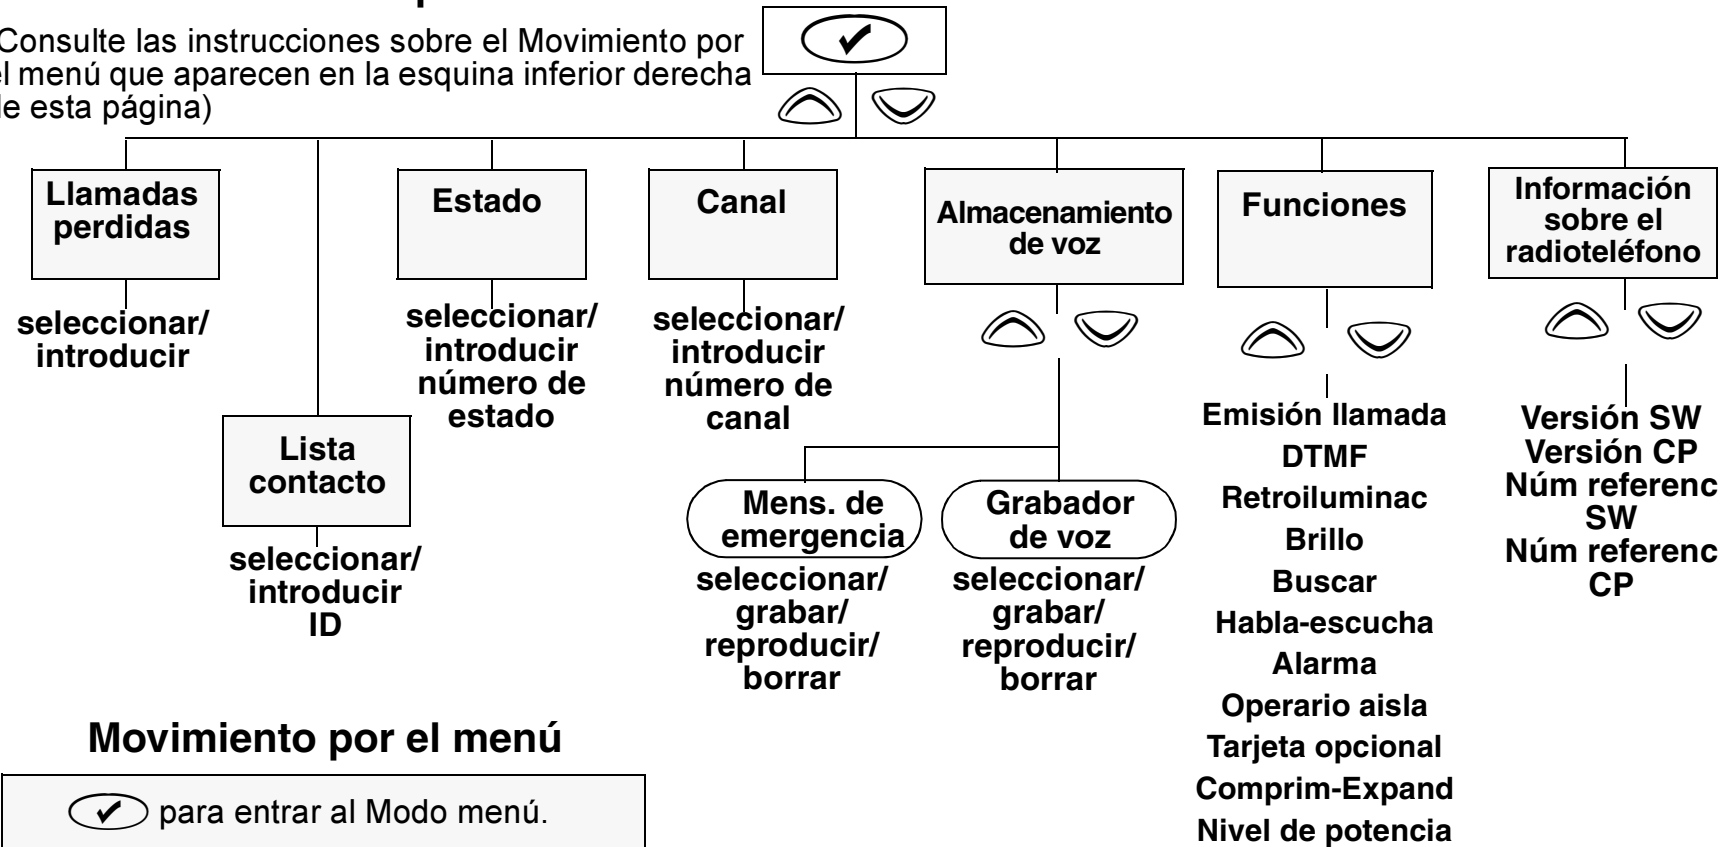 (Consulte las instrucciones sobre el Movimiento por
el menú que aparecen en la esquina inferior derecha
de esta página)
Llamadas
perdidas
seleccionar/
introducir
Lista
contacto
seleccionar/
introducir
ID
Estado
seleccionar/
introducir
número de
estado
Canal
seleccionar/
introducir
número de
canal
Almacenamiento
de voz
Mens. de
emergencia
seleccionar/
grabar/
reproducir/
borrar
Grabador
de voz
seleccionar/
grabar/
reproducir/
borrar
Funciones
Emisión llamada
DTMF
Retroiluminac
Brillo
Buscar
Habla-escucha
Alarma
Operario aisla
Tarjeta opcional
Comprim-Expand
Nivel de potencia
Información
sobre el
radioteléfono
Versión SW
Versión CP
Núm referenc
SW
Núm referenc
CP
Movimiento por el menú
para entrar al Modo menú.